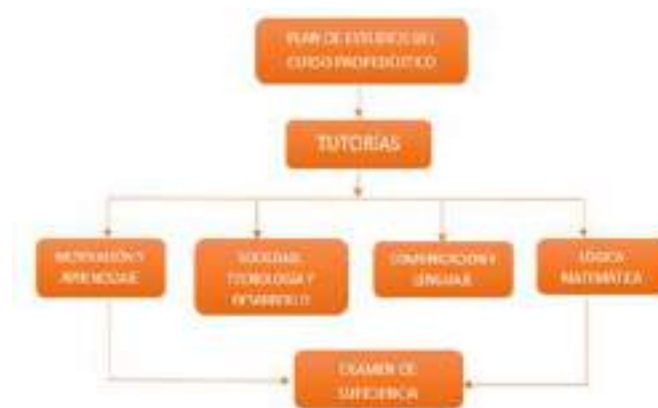 PLAN DE ESTUDIOS DEL
CURSO PROPEDÉUTICO
TUTORÍAS
MOTIVACIÓN Y
APRENDIZAJE
SOCIEDAD,
TECNOLOGÍA Y
DESARROLLO
COMUNICACIÓN Y
LENGUAJE
LÓGICA
MATEMÁTICA
EXAMEN DE
SUFICIENCIA